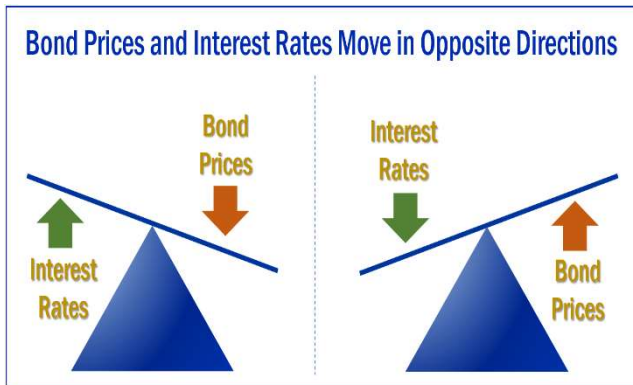 Bond Prices and Interest Rates Move in Opposite Directions
Bond
Prices
Interest
Rates
Interest
Rates
Bond
Prices